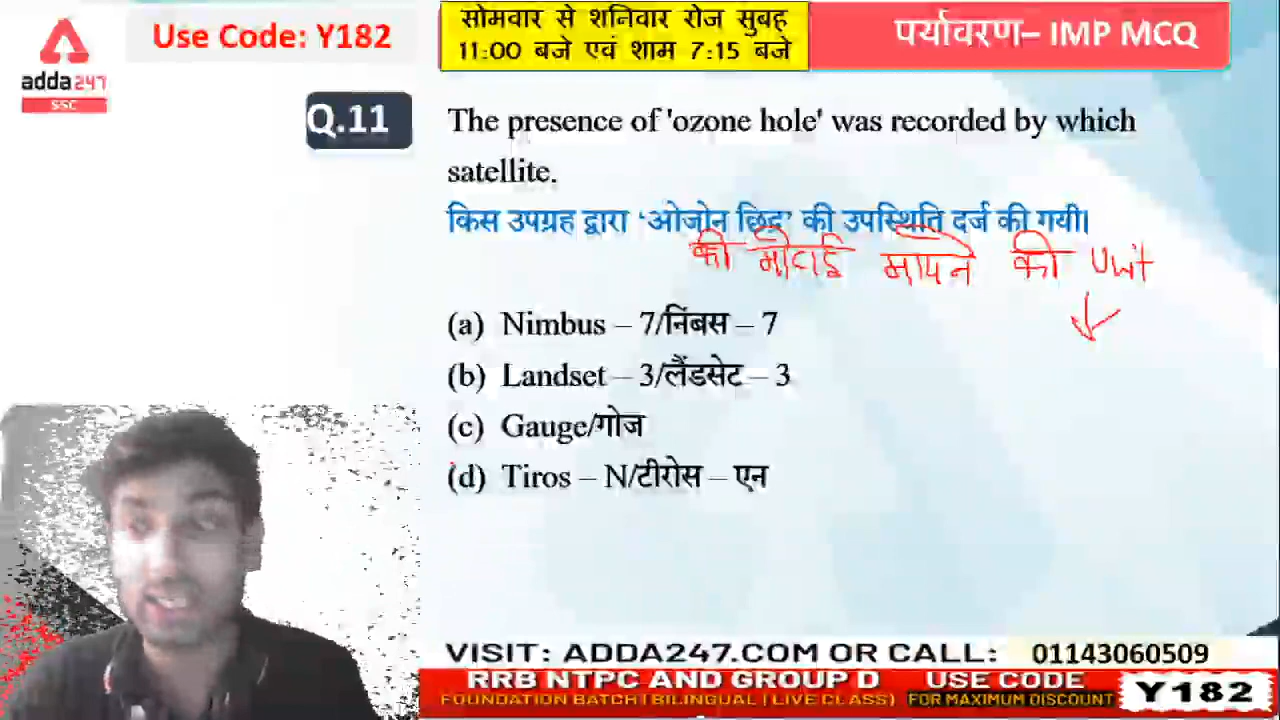 adda247
SSC
Use Code: Y182
सोमवार से शनिवार रोज सुबह
11:00 बजे एवं शाम 7:15 बजे
पर्यावरण– IMP MCQ
Q.11
The presence of 'ozone hole' was recorded by which
satellite.
किस उपग्रह द्वारा 'ओजोन छिद्र' की उपस्थिति दर्ज की गयी।
की मोटाई मापने की unit
(a) Nimbus – 7/निंबस – 7
(b) Landset – 3/लैंडसेट – 3
(c) Gauge/गोज
(d) Tiros – N/टीरोस – एन
VISIT: ADDA247.COM OR CALL: 01143060509
RRB NTPC AND GROUP D
FOUNDATION BATCH | BILINGUAL | (LIVE CLASS)
USE CODE
FOR MAXIMUM DISCOUNT
Y182